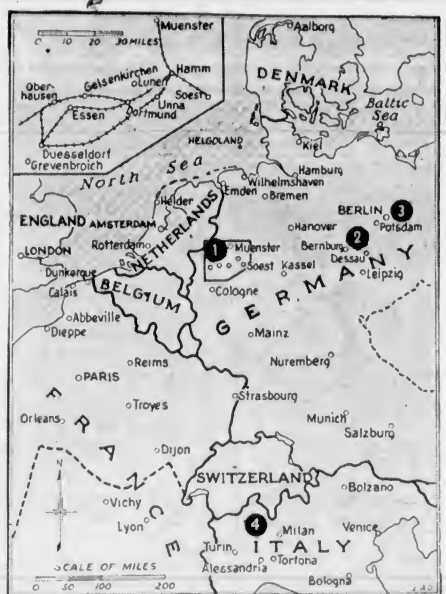 0 10 20 30 MILES
Muenster
Hamm
Gelsenkirchen
Lunen
Soest
Ober-
hausen
Essen
Unna
Dortmund
Duesseldorf
Grevenbroich
Aalborg
DENMARK
Baltic
Sea
Kiel
HELGOLAND
North Sea
Hamburg
Wilhelmshaven
Emden
Bremen
Helder
ENGLAND
AMSTERDAM
NETHERLANDS
BERLIN
3
Potsdam
Hanover
2
LONDON
Rotterdam
1
Muenster
Bernburg
Dessau
Soest
Kassel
Leipzig
Dunkerque
Calais
BELGIUM
Cologne
GERMANY
Abbeville
Dieppe
Mainz
Reims
Nuremberg
PARIS
Strasbourg
Troyes
Munich
Orleans
Salzburg
FRANCE
Dijon
SWITZERLAND
N
Bolzano
Vichy
4
Lyon
Milan
Venice
Turin
ITALY
SCALE OF MILES
Alessandria
Tortona
0 100 200
Bologna